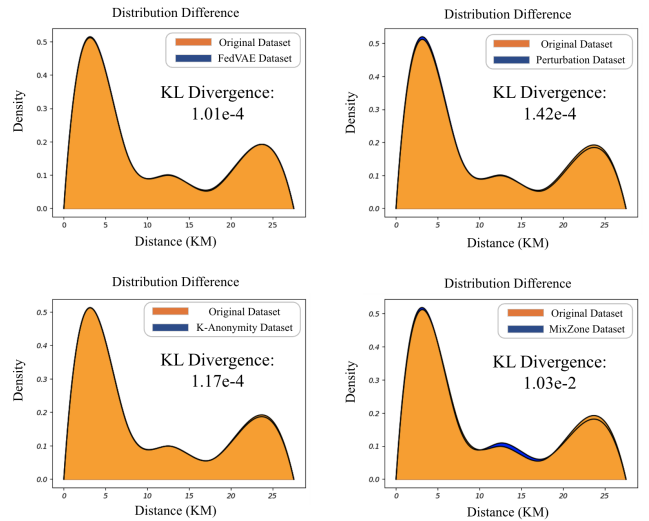 Distribution Difference
Original Dataset
FedVAE Dataset
KL Divergence:
1.01e-4
Density
0.5
0.4
0.3
0.2
0.1
0.0
0 5 10 15 20 25
Distance (KM)
Distribution Difference
Original Dataset
Perturbation Dataset
KL Divergence:
1.42e-4
Density
0.5
0.4
0.3
0.2
0.1
0.0
0 5 10 15 20 25
Distance (KM)
Distribution Difference
Original Dataset
K-Anonymity Dataset
KL Divergence:
1.17e-4
Density
0.5
0.4
0.3
0.2
0.1
0.0
0 5 10 15 20 25
Distance (KM)
Distribution Difference
Original Dataset
MixZone Dataset
KL Divergence:
1.03e-2
Density
0.5
0.4
0.3
0.2
0.1
0.0
0 5 10 15 20 25
Distance (KM)